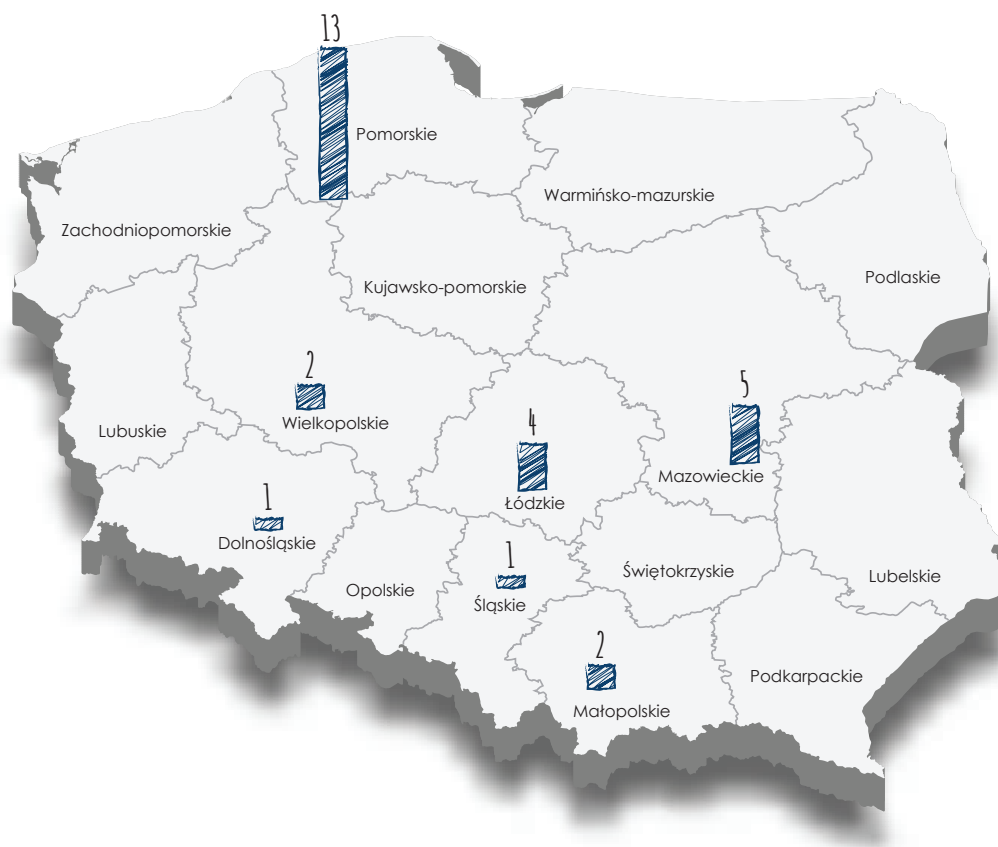 13
Pomorskie
Warmińsko-mazurskie
Zachodniopomorskie
Podlaskie
Kujawsko-pomorskie
2
Wielkopolskie
5
Mazowieckie
4
Łódzkie
Lubuskie
1
Dolnośląskie
1
Śląskie
Świętokrzyskie
Lubelskie
Opolskie
2
Małopolskie
Podkarpackie